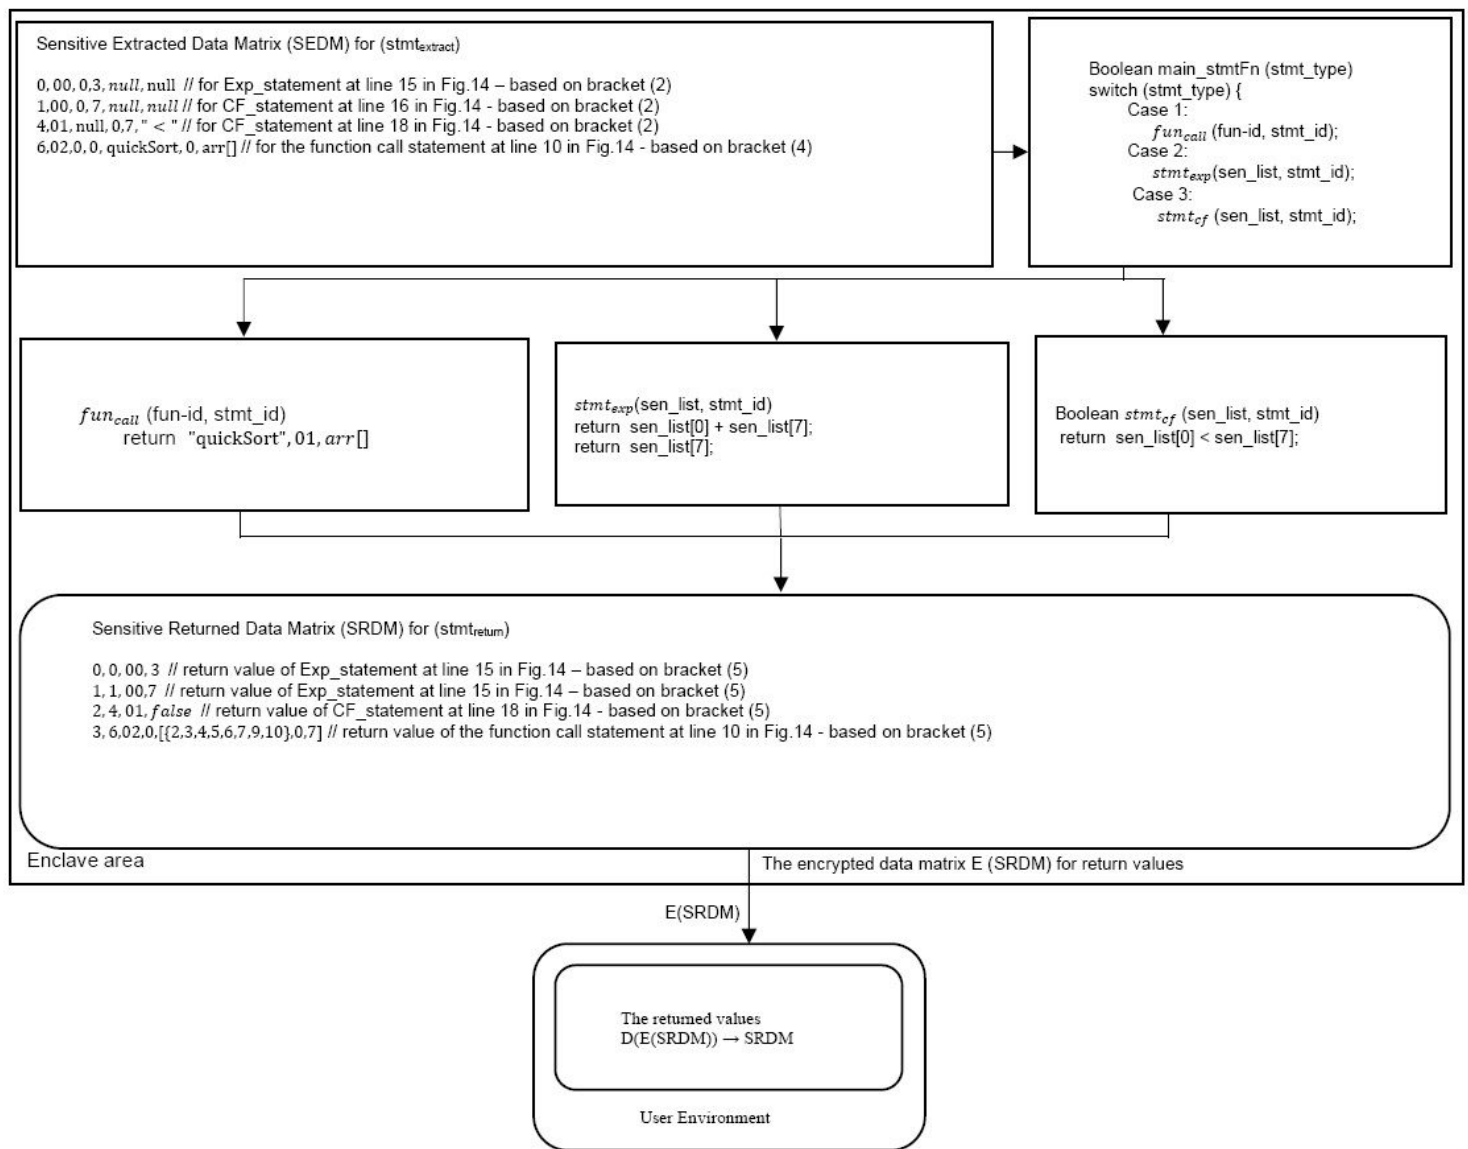 Sensitive Extracted Data Matrix (SEDM) for (stmtextract)
0, 00, 0,3, null, null // for Exp_statement at line 15 in Fig.14 – based on bracket (2)
1,00, 0, 7, null, null // for CF_statement at line 16 in Fig.14 - based on bracket (2)
4,01, null, 0,7, " < " // for CF_statement at line 18 in Fig.14 - based on bracket (2)
6,02,0, 0, quickSort, 0, arr[] // for the function call statement at line 10 in Fig.14 - based on bracket (4)
Boolean main_stmtFn (stmt_type)
switch (stmt_type) {
Case 1:
funcall (fun-id, stmt_id);
Case 2:
stmtexp(sen_list, stmt_id);
Case 3:
stmtcf (sen_list, stmt_id);
funcall (fun-id, stmt_id)
return "quickSort", 01, arr[]
stmtexp(sen_list, stmt_id)
return sen_list[0] + sen_list[7];
return sen_list[7];
Boolean stmtcf (sen_list, stmt_id)
return sen_list[0] < sen_list[7];
Sensitive Returned Data Matrix (SRDM) for (stmtreturn)
0, 0, 00, 3 // return value of Exp_statement at line 15 in Fig.14 – based on bracket (5)
1, 1, 00,7 // return value of Exp_statement at line 15 in Fig.14 – based on bracket (5)
2, 4, 01, false // return value of CF_statement at line 18 in Fig.14 - based on bracket (5)
3, 6,02,0,[{2,3,4,5,6,7,9,10},0,7] // return value of the function call statement at line 10 in Fig.14 - based on bracket (5)
Enclave area
The encrypted data matrix E (SRDM) for return values
E(SRDM)
The returned values
D(E(SRDM)) → SRDM
User Environment